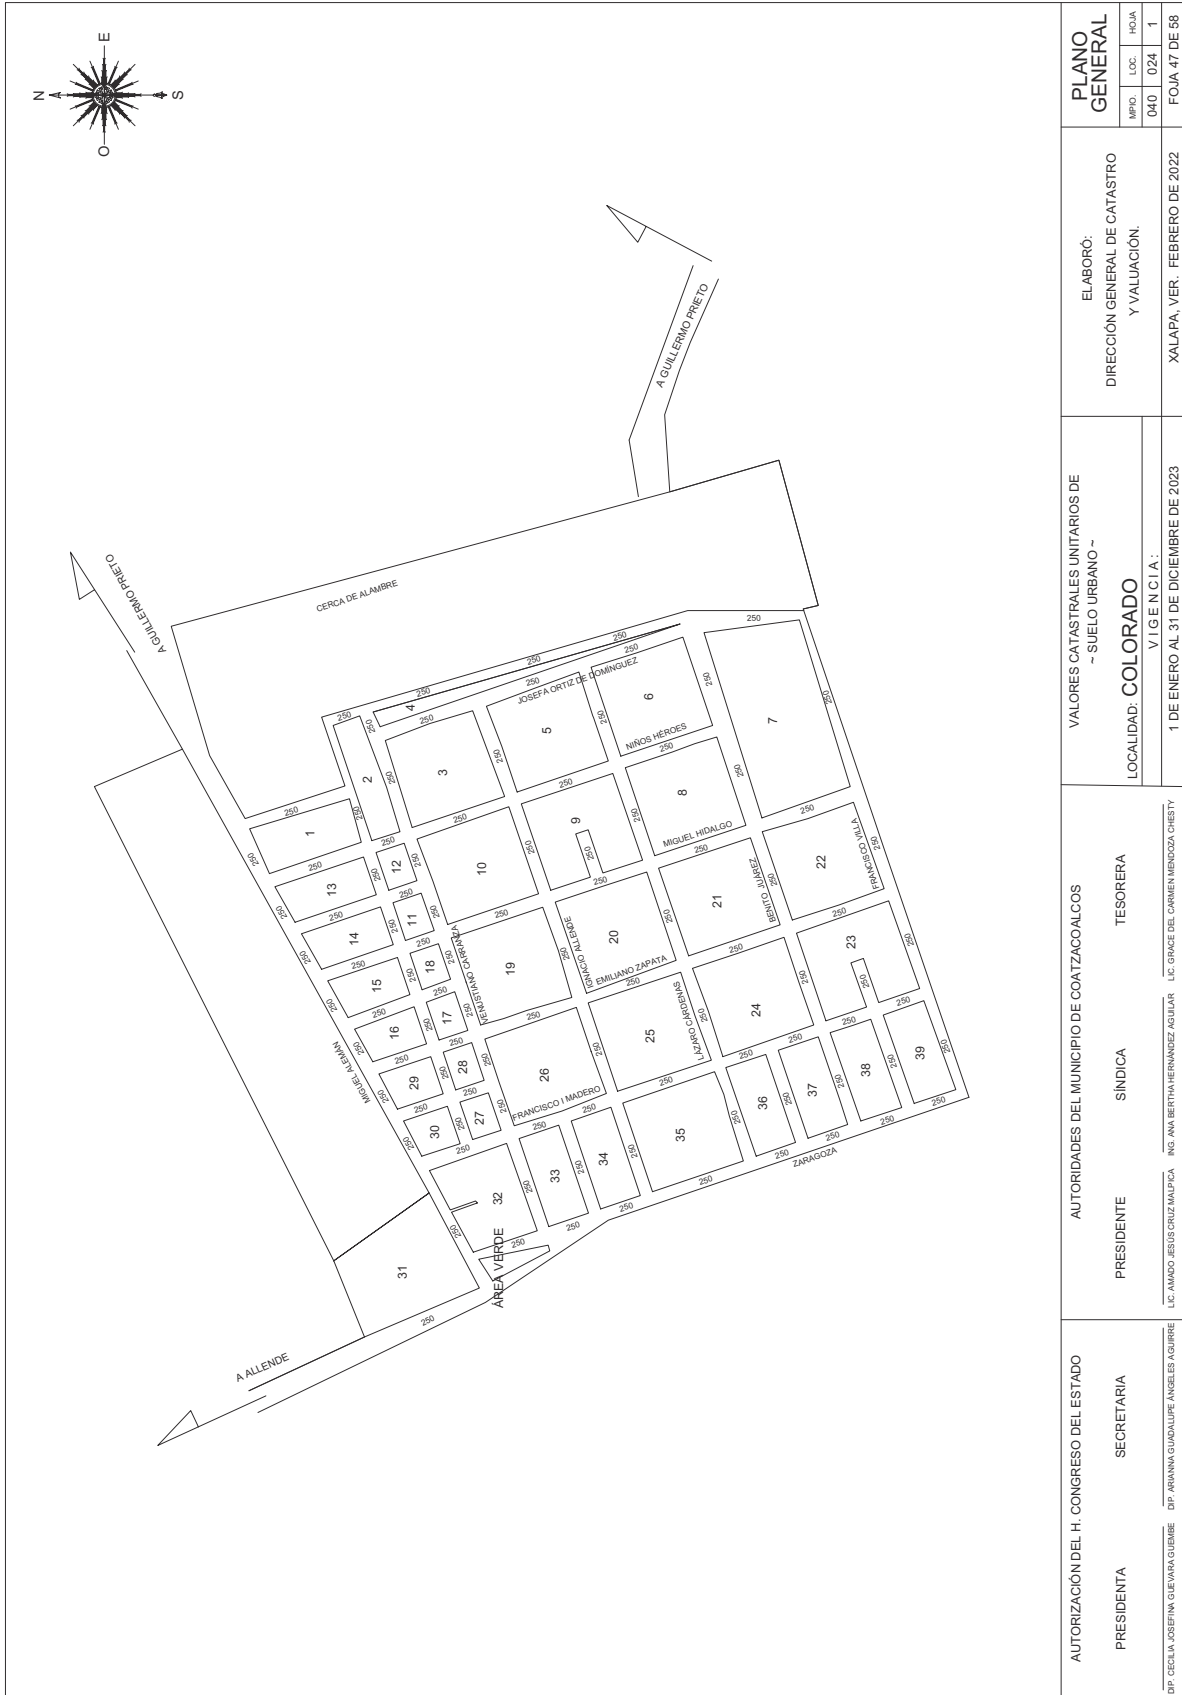 N
E
S
O
A GUILLERMO PRIETO
CERCA DE ALAMBRE
A GUILLERMO PRIETO
A ALLENDE
ÁREA VERDE
MIGUEL ALEMÁN
VENUSTIANO CARRANZA
IGNACIO ALLENDE
LÁZARO CÁRDENAS
BENITO JUÁREZ
FRANCISCO VILLA
JOSEFA ORTIZ DE DOMÍNGUEZ
NIÑOS HÉROES
MIGUEL HIDALGO
EMILIANO ZAPATA
FRANCISCO I MADERO
ZARAGOZA
1
2
3
4
5
6
7
8
9
10
11
12
13
14
15
16
17
18
19
20
21
22
23
24
25
26
27
28
29
30
31
32
33
34
35
36
37
38
39
250
AUTORIZACIÓN DEL H. CONGRESO DEL ESTADO
PRESIDENTA SECRETARIA
DIP. CECILIA JOSEFINA GUEVARA GUEMBE DIP. ARIANNA GUADALUPE ÁNGELES AGUIRRE
AUTORIDADES DEL MUNICIPIO DE COATZACOALCOS
PRESIDENTE SÍNDICA TESORERA
LIC. AMADO JESÚS CRUZ MALPICA ING. ANA BERTHA HERNÁNDEZ AGUILAR LIC. GRACE DEL CARMEN MENDOZA CHESTY
VALORES CATASTRALES UNITARIOS DE
~ SUELO URBANO ~
LOCALIDAD: COLORADO
V I G E N C I A :
1 DE ENERO AL 31 DE DICIEMBRE DE 2023
ELABORÓ:
DIRECCIÓN GENERAL DE CATASTRO
Y VALUACIÓN.
XALAPA, VER. FEBRERO DE 2022
PLANO
GENERAL
MPIO. LOC. HOJA
040 024 1
FOJA 47 DE 58